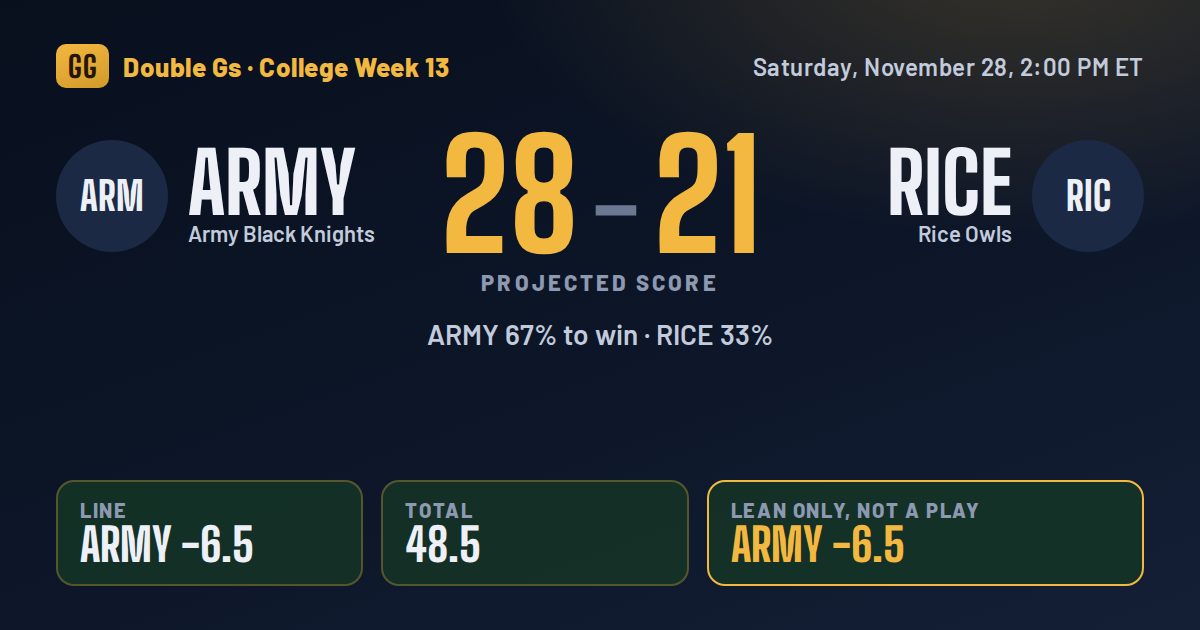 GG Double Gs · College Week 13
Saturday, November 28, 2:00 PM ET
ARM
ARMY
Army Black Knights
28 – 21
PROJECTED SCORE
ARMY 67% to win · RICE 33%
RICE
Rice Owls
RIC
LINE
ARMY −6.5
TOTAL
48.5
LEAN ONLY, NOT A PLAY
ARMY −6.5